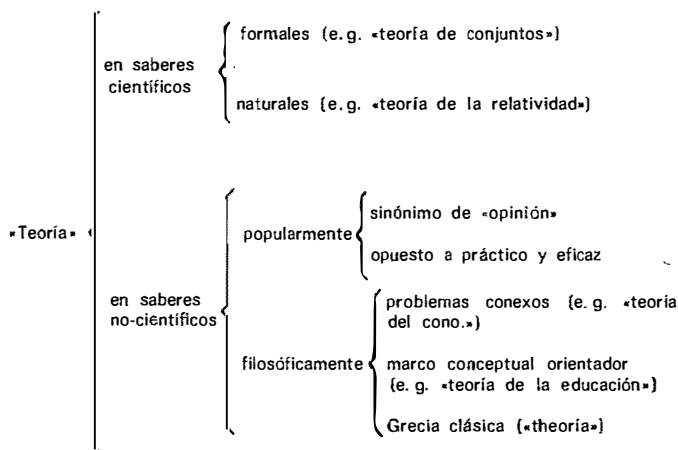 formales (e.g. «teoría de conjuntos»)
en saberes
científicos
naturales (e.g. «teoría de la relatividad»)
«Teoría»
popularmente
sinónimo de «opinión»
opuesto a práctico y eficaz
en saberes
no-científicos
filosóficamente
problemas conexos (e.g. «teoría
del cono.»)
marco conceptual orientador
(e.g. «teoría de la educación»)
Grecia clásica («theoría»)